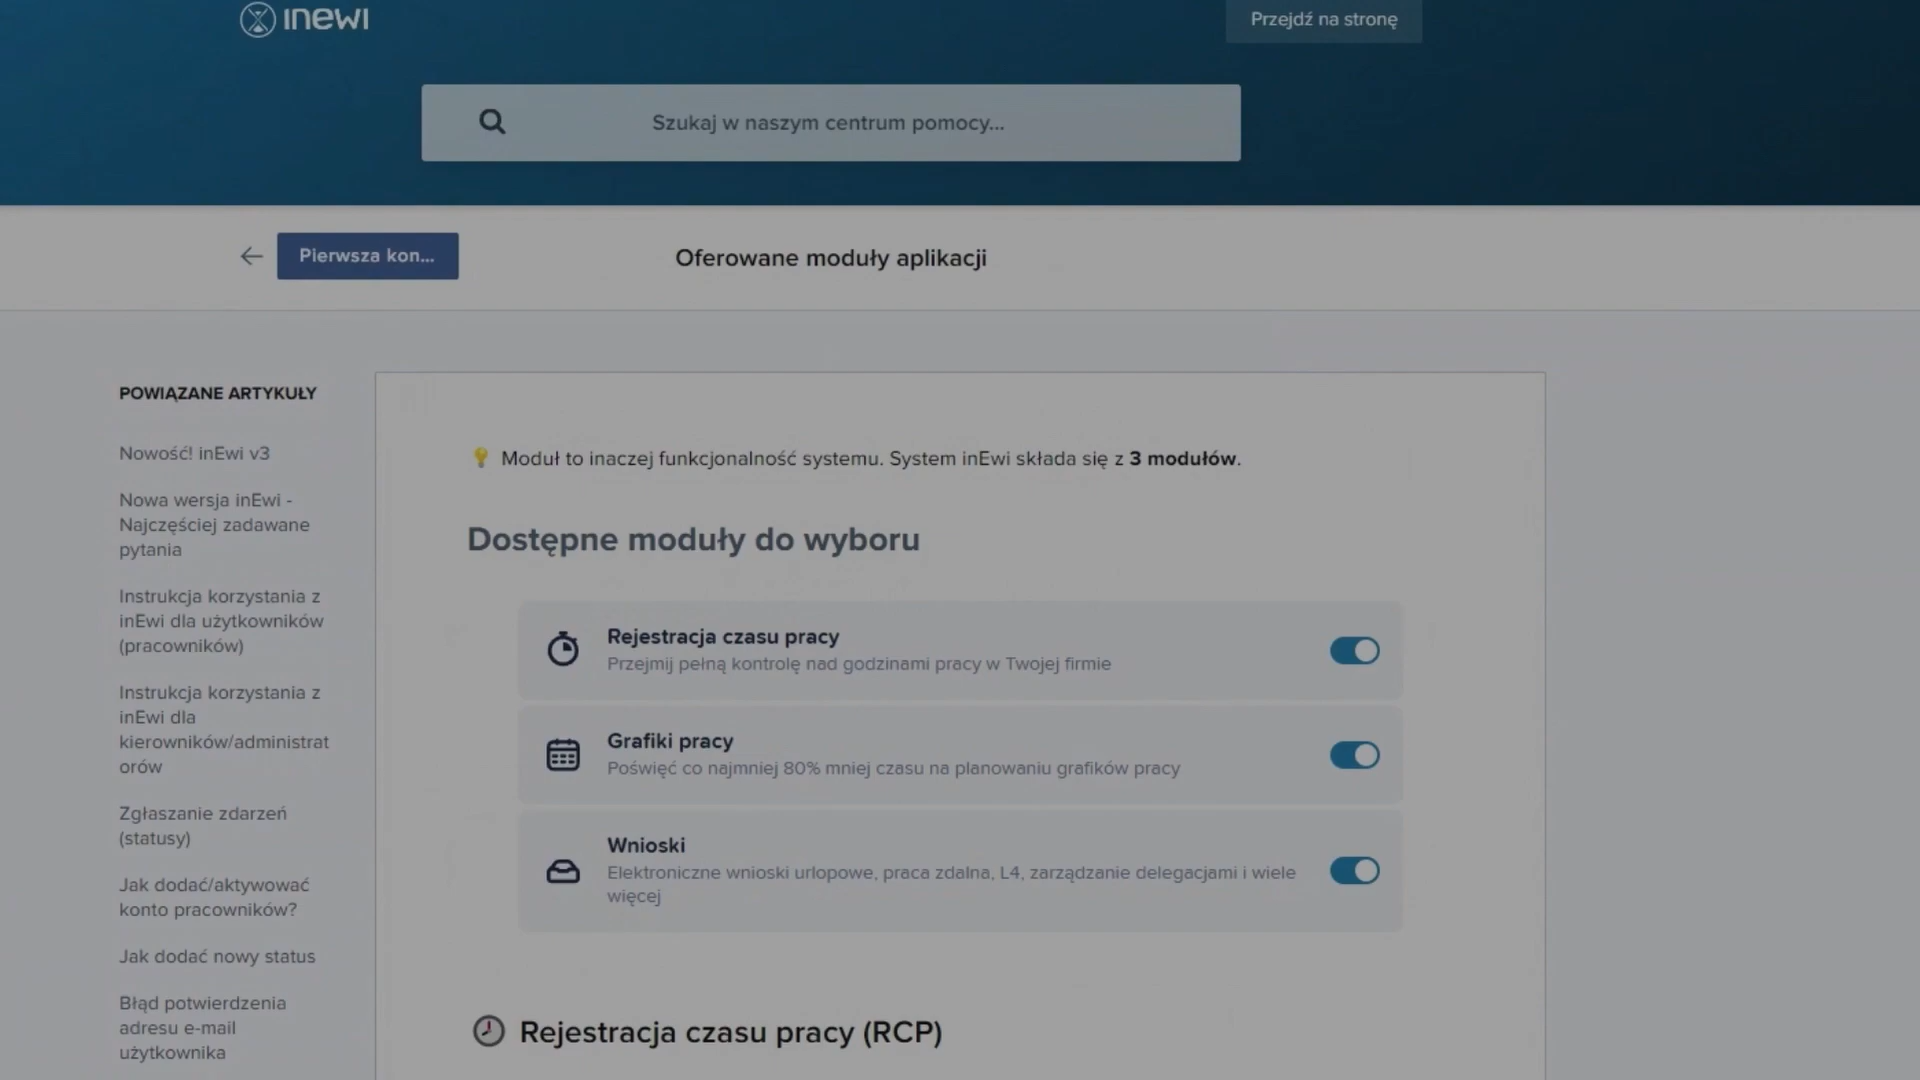 inewi
Przejdź na stronę
Szukaj w naszym centrum pomocy...
Pierwsza kon...
Oferowane moduły aplikacji
POWIĄZANE ARTYKUŁY
Nowość! inEwi v3
Nowa wersja inEwi -
Najczęściej zadawane
pytania
Instrukcja korzystania z
inEwi dla użytkowników
(pracowników)
Instrukcja korzystania z
inEwi dla
kierowników/administrat
orów
Zgłaszanie zdarzeń
(statusy)
Jak dodać/aktywować
konto pracowników?
Jak dodać nowy status
Błąd potwierdzenia
adresu e-mail
użytkownika
Moduł to inaczej funkcjonalność systemu. System inEwi składa się z 3 modułów.
Dostępne moduły do wyboru
Rejestracja czasu pracy
Przejmij pełną kontrolę nad godzinami pracy w Twojej firmie
Grafiki pracy
Poświęć co najmniej 80% mniej czasu na planowaniu grafików pracy
Wnioski
Elektroniczne wnioski urlopowe, praca zdalna, L4, zarządzanie delegacjami i wiele
więcej
Rejestracja czasu pracy (RCP)